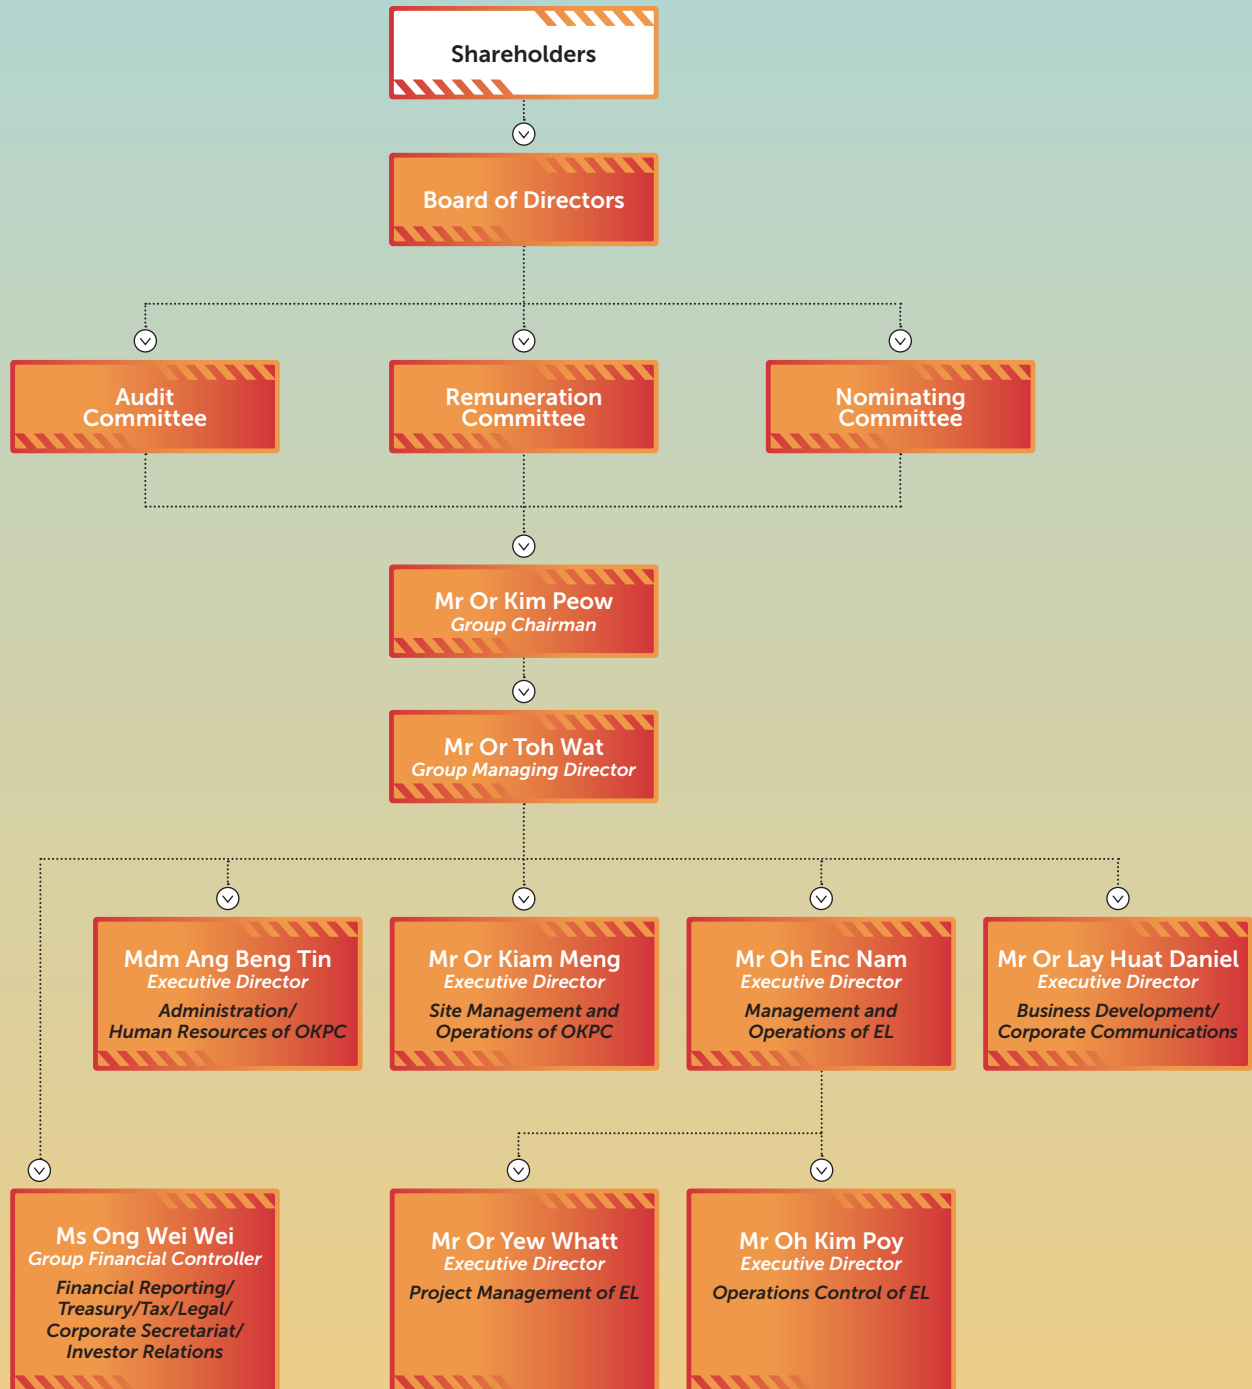 Shareholders
Board of Directors
Audit
Committee
Remuneration
Committee
Nominating
Committee
Mr Or Kim Peow
Group Chairman
Mr Or Toh Wat
Group Managing Director
Mdm Ang Beng Tin
Executive Director
Administration/
Human Resources of OKPC
Mr Or Kiam Meng
Executive Director
Site Management and
Operations of OKPC
Mr Oh Enc Nam
Executive Director
Management and
Operations of EL
Mr Or Lay Huat Daniel
Executive Director
Business Development/
Corporate Communications
Ms Ong Wei Wei
Group Financial Controller
Financial Reporting/
Treasury/Tax/Legal/
Corporate Secretariat/
Investor Relations
Mr Or Yew Whatt
Executive Director
Project Management of EL
Mr Oh Kim Poy
Executive Director
Operations Control of EL